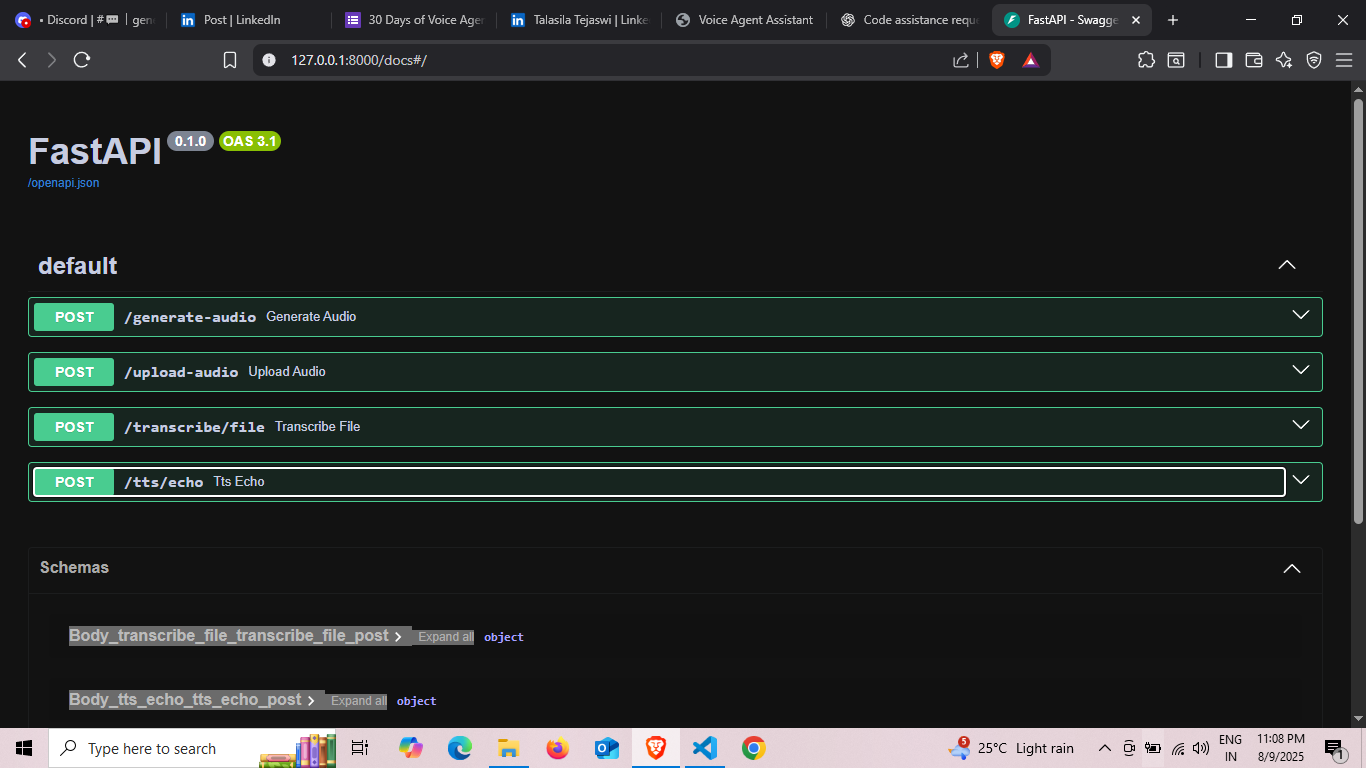 • Discord | # | gene
Post | LinkedIn
30 Days of Voice Agen
Talasila Tejaswi | Linke
Voice Agent Assistant
Code assistance requ
FastAPI - Swagge
127.0.0.1:8000/docs#/
FastAPI 0.1.0 OAS 3.1
/openapi.json
default
POST /generate-audio Generate Audio
POST /upload-audio Upload Audio
POST /transcribe/file Transcribe File
POST /tts/echo Tts Echo
Schemas
Body_transcribe_file_transcribe_file_post Expand all object
Body_tts_echo_tts_echo_post Expand all object
Type here to search
5
25°C Light rain
ENG
IN
11:08 PM
8/9/2025
1